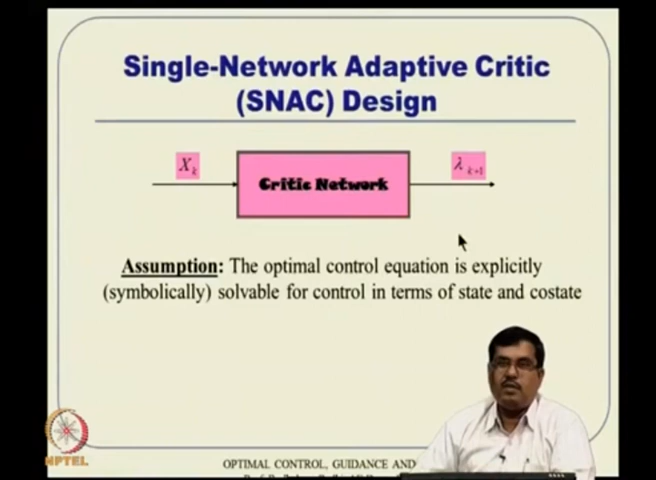 Single-Network Adaptive Critic
(SNAC) Design
X_k
Critic Network
λ_{k+1}
Assumption: The optimal control equation is explicitly
(symbolically) solvable for control in terms of state and costate
NPTEL
OPTIMAL CONTROL, GUIDANCE AND